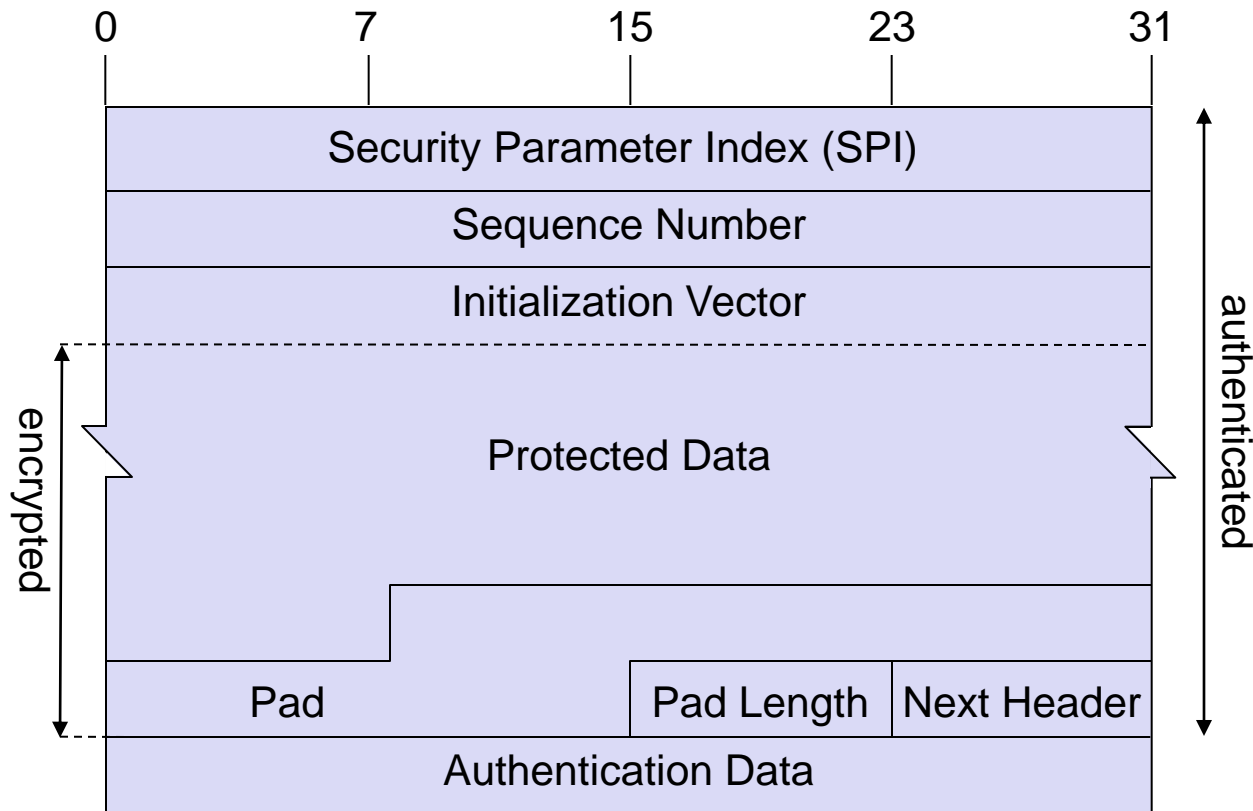 0 7 15 23 31
Security Parameter Index (SPI)
Sequence Number
Initialization Vector
authenticated
encrypted
Protected Data
Pad
Pad Length
Next Header
Authentication Data